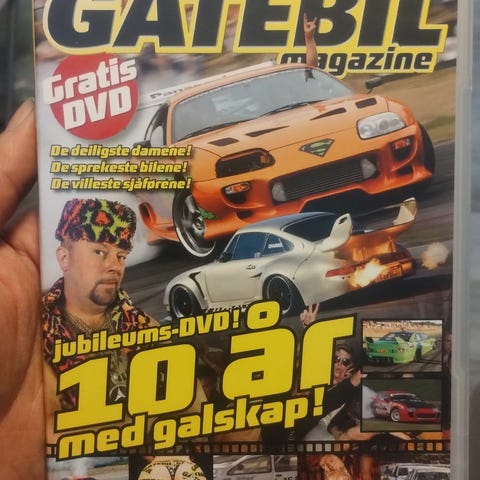 GATEBIL
magazine
Gratis
DVD
De deiligste damene!
De sprekeste bilene!
De villeste sjåførene!
jubileums-DVD!
10 år
med galskap!